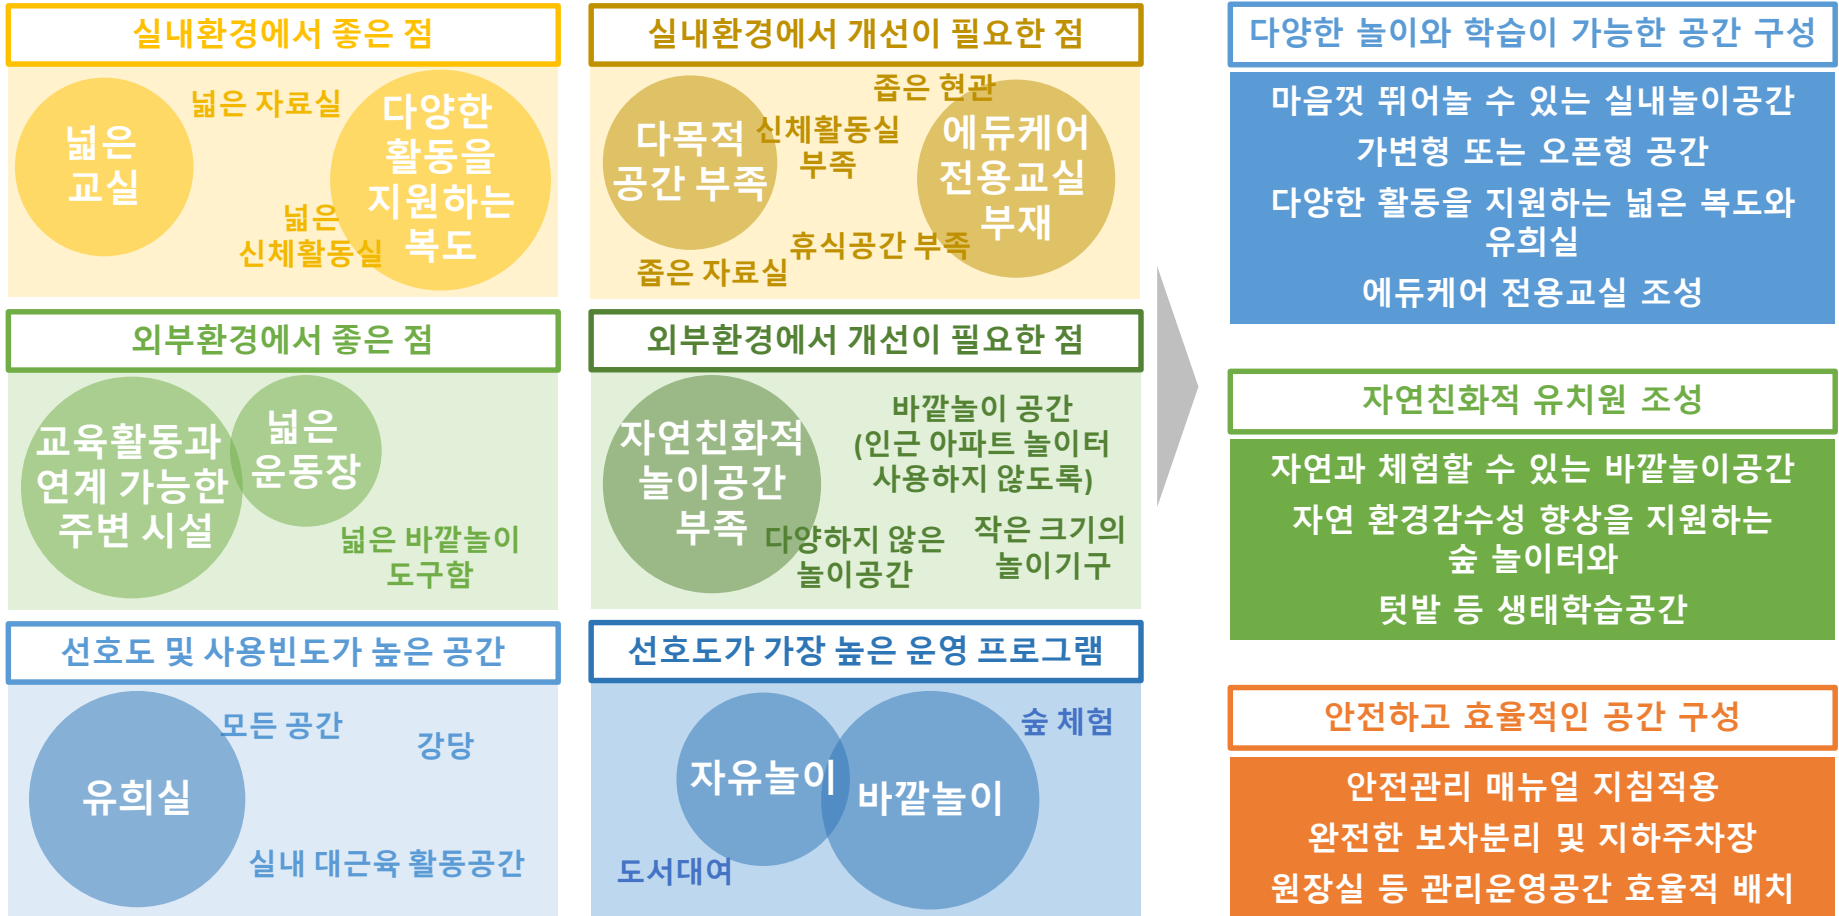 실내환경에서 좋은 점
넓은
교실
넓은 자료실
다양한
활동을
지원하는
복도
넓은
신체활동실
실내환경에서 개선이 필요한 점
다목적
공간 부족
좁은 현관
신체활동실
부족
에듀케어
전용교실
부재
휴식공간 부족
좁은 자료실
외부환경에서 좋은 점
교육활동과
연계 가능한
주변 시설
넓은
운동장
넓은 바깥놀이
도구함
외부환경에서 개선이 필요한 점
자연친화적
놀이공간
부족
바깥놀이 공간
(인근 아파트 놀이터
사용하지 않도록)
다양하지 않은
놀이공간
작은 크기의
놀이기구
선호도 및 사용빈도가 높은 공간
유희실
모든 공간
강당
실내 대근육 활동공간
선호도가 가장 높은 운영 프로그램
자유놀이
바깥놀이
숲 체험
도서대여
다양한 놀이와 학습이 가능한 공간 구성
마음껏 뛰어놀 수 있는 실내놀이공간
가변형 또는 오픈형 공간
다양한 활동을 지원하는 넓은 복도와
유희실
에듀케어 전용교실 조성
자연친화적 유치원 조성
자연과 체험할 수 있는 바깥놀이공간
자연 환경감수성 향상을 지원하는
숲 놀이터와
텃밭 등 생태학습공간
안전하고 효율적인 공간 구성
안전관리 매뉴얼 지침적용
완전한 보차분리 및 지하주차장
원장실 등 관리운영공간 효율적 배치